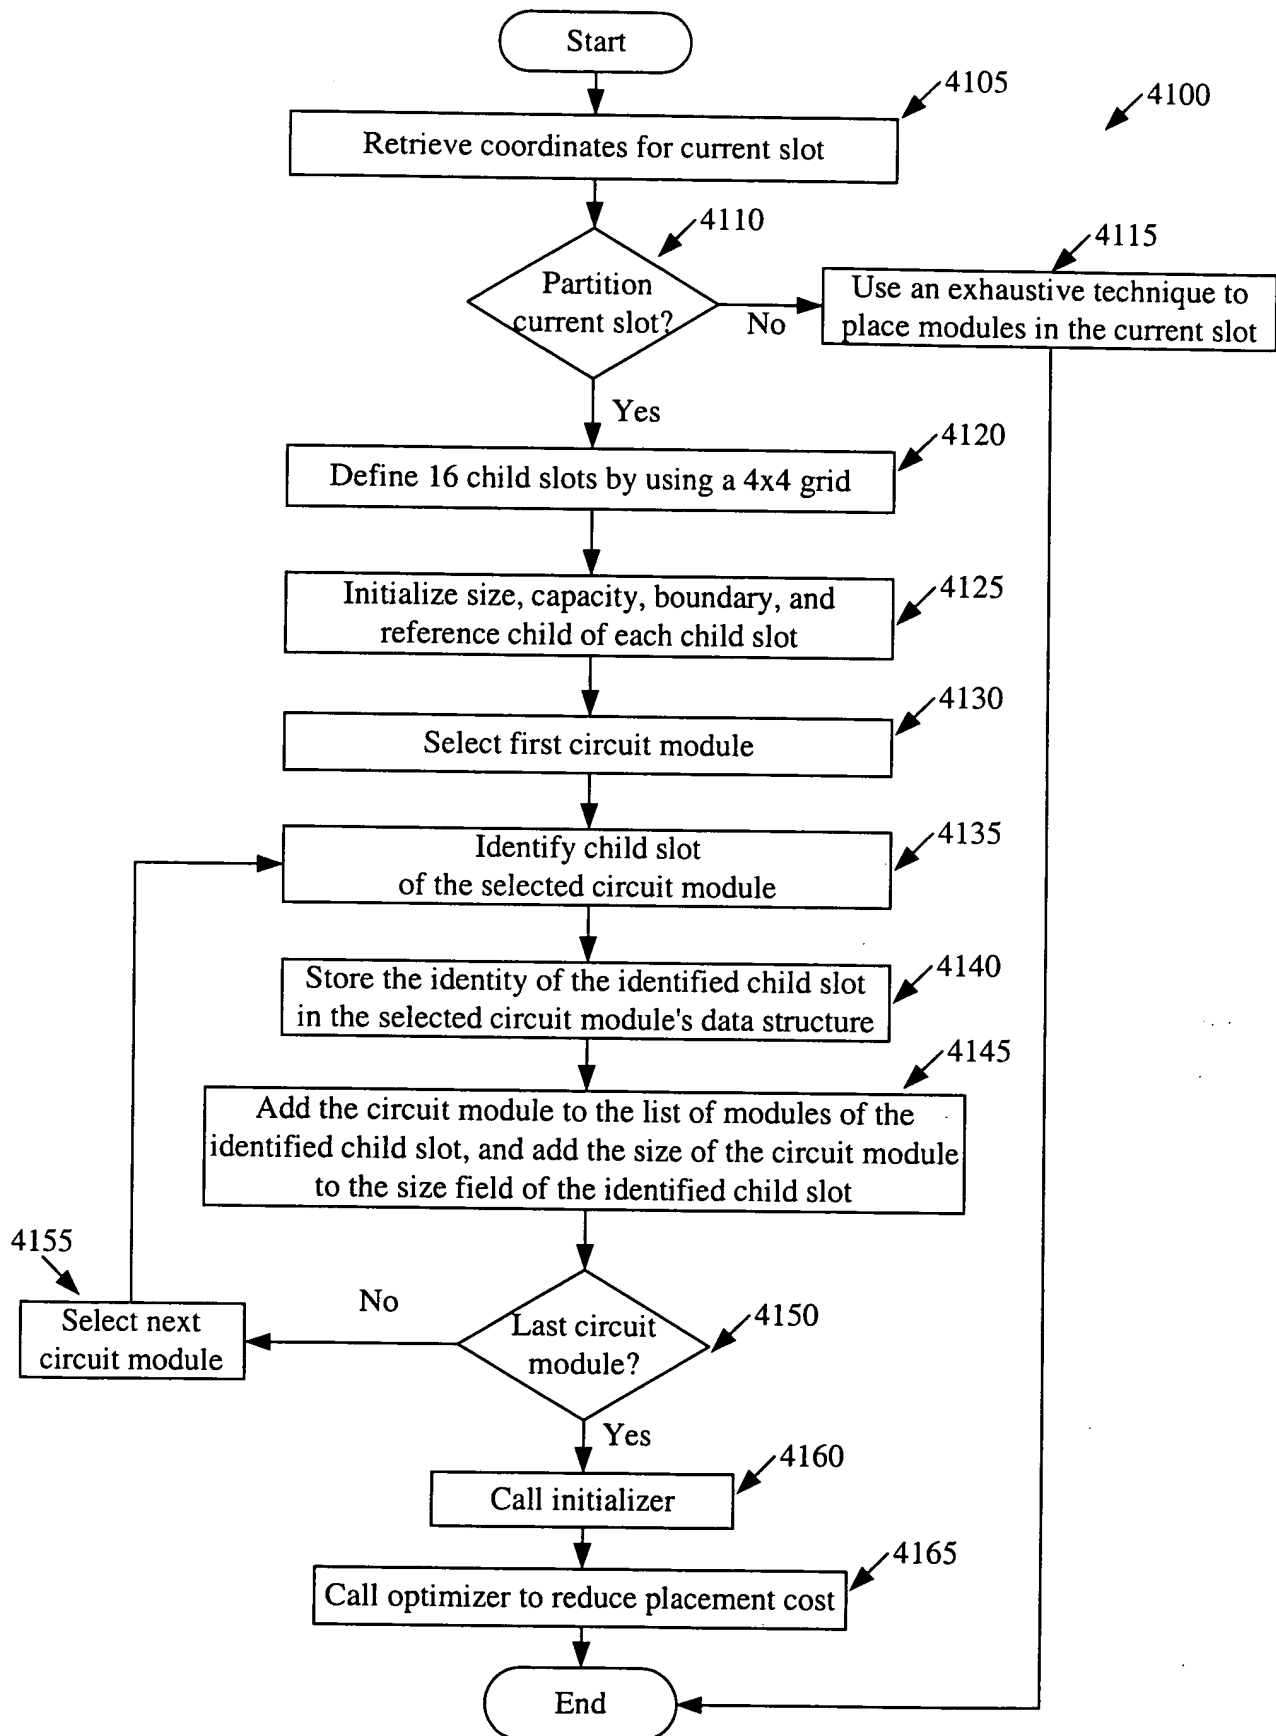 Start
4105
4100
Retrieve coordinates for current slot
4110
4115
Partition
current slot?
No
Use an exhaustive technique to
place modules in the current slot
Yes
4120
Define 16 child slots by using a 4x4 grid
4125
Initialize size, capacity, boundary, and
reference child of each child slot
4130
Select first circuit module
4135
Identify child slot
of the selected circuit module
4140
Store the identity of the identified child slot
in the selected circuit module's data structure
4145
Add the circuit module to the list of modules of the
identified child slot, and add the size of the circuit module
to the size field of the identified child slot
4155
Select next
circuit module
No
Last circuit
module?
4150
Yes
4160
Call initializer
4165
Call optimizer to reduce placement cost
End